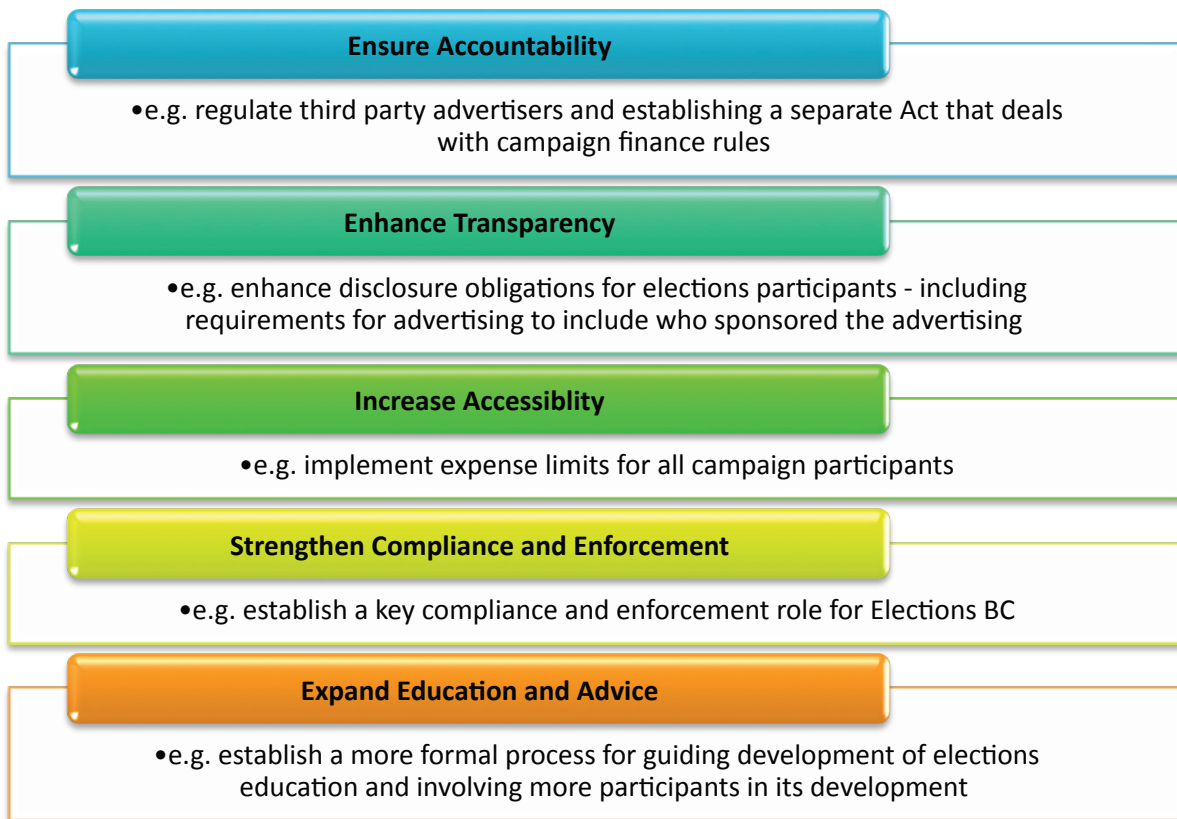 Ensure Accountability
•e.g. regulate third party advertisers and establishing a separate Act that deals
with campaign finance rules
Enhance Transparency
•e.g. enhance disclosure obligations for elections participants - including
requirements for advertising to include who sponsored the advertising
Increase Accessiblity
•e.g. implement expense limits for all campaign participants
Strengthen Compliance and Enforcement
•e.g. establish a key compliance and enforcement role for Elections BC
Expand Education and Advice
•e.g. establish a more formal process for guiding development of elections
education and involving more participants in its development